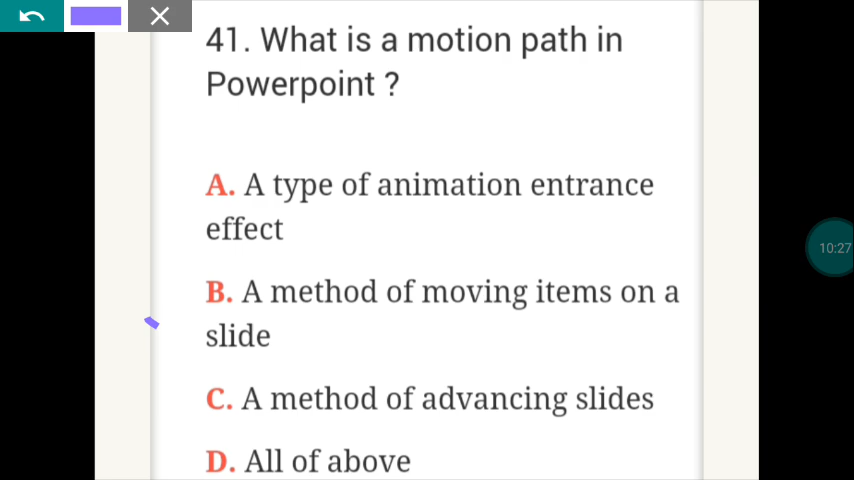 41. What is a motion path in
Powerpoint ?
A. A type of animation entrance
effect
B. A method of moving items on a
slide
C. A method of advancing slides
D. All of above
10:27